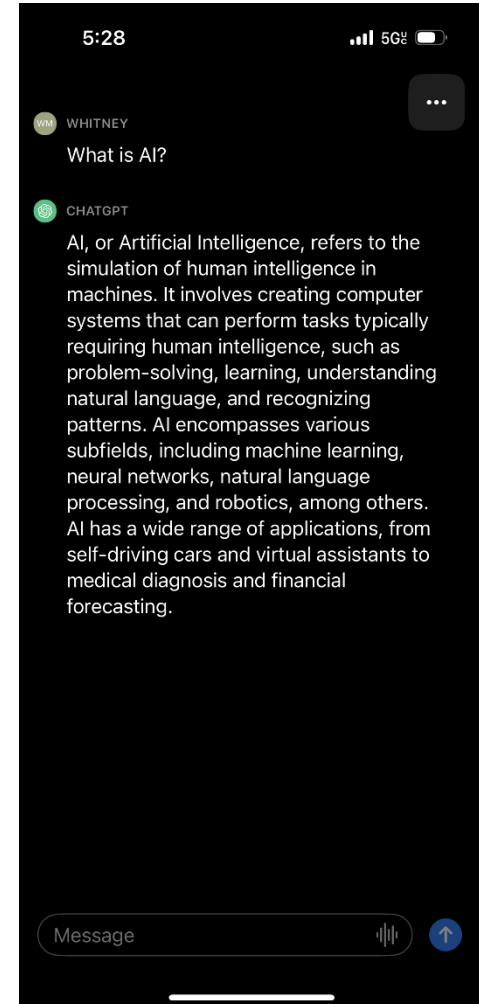 5:28
5G
WM WHITNEY
What is AI?
CHATGPT
AI, or Artificial Intelligence, refers to the
simulation of human intelligence in
machines. It involves creating computer
systems that can perform tasks typically
requiring human intelligence, such as
problem-solving, learning, understanding
natural language, and recognizing
patterns. AI encompasses various
subfields, including machine learning,
neural networks, natural language
processing, and robotics, among others.
AI has a wide range of applications, from
self-driving cars and virtual assistants to
medical diagnosis and financial
forecasting.
Message